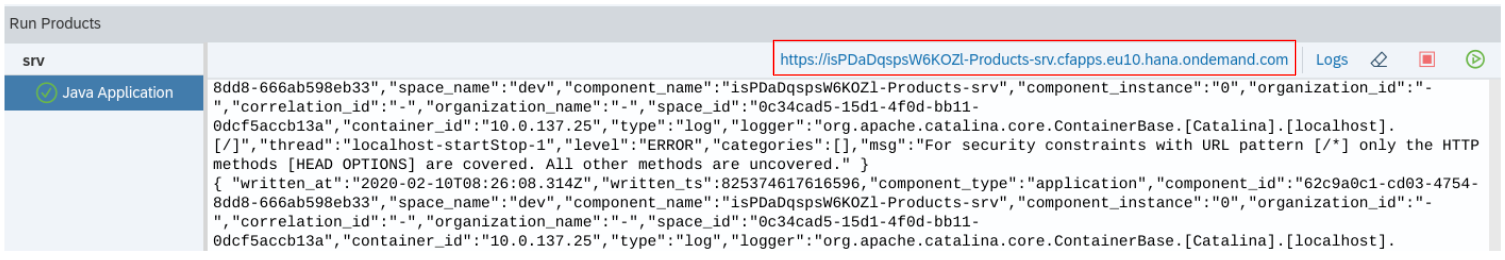 Run Products
srv
https://isPDaDqspsW6KOZl-Products-srv.cfapps.eu10.hana.ondemand.com
Logs
Java Application
8dd8-666ab598eb33","space_name":"dev","component_name":"isPDaDqspsW6KOZl-Products-srv","component_instance":"0","organization_id":"-
","correlation_id":"-","organization_name":"-","space_id":"0c34cad5-15d1-4f0d-bb11-
0dcf5accb13a","container_id":"10.0.137.25","type":"log","logger":"org.apache.catalina.core.ContainerBase.[Catalina].[localhost].
[/]","thread":"localhost-startStop-1","level":"ERROR","categories":[],"msg":"For security constraints with URL pattern [/*] only the HTTP
methods [HEAD OPTIONS] are covered. All other methods are uncovered." }
{ "written_at":"2020-02-10T08:26:08.314Z","written_ts":825374617616596,"component_type":"application","component_id":"62c9a0c1-cd03-4754-
8dd8-666ab598eb33","space_name":"dev","component_name":"isPDaDqspsW6KOZl-Products-srv","component_instance":"0","organization_id":"-
","correlation_id":"-","organization_name":"-","space_id":"0c34cad5-15d1-4f0d-bb11-
0dcf5accb13a","container_id":"10.0.137.25","type":"log","logger":"org.apache.catalina.core.ContainerBase.[Catalina].[localhost].